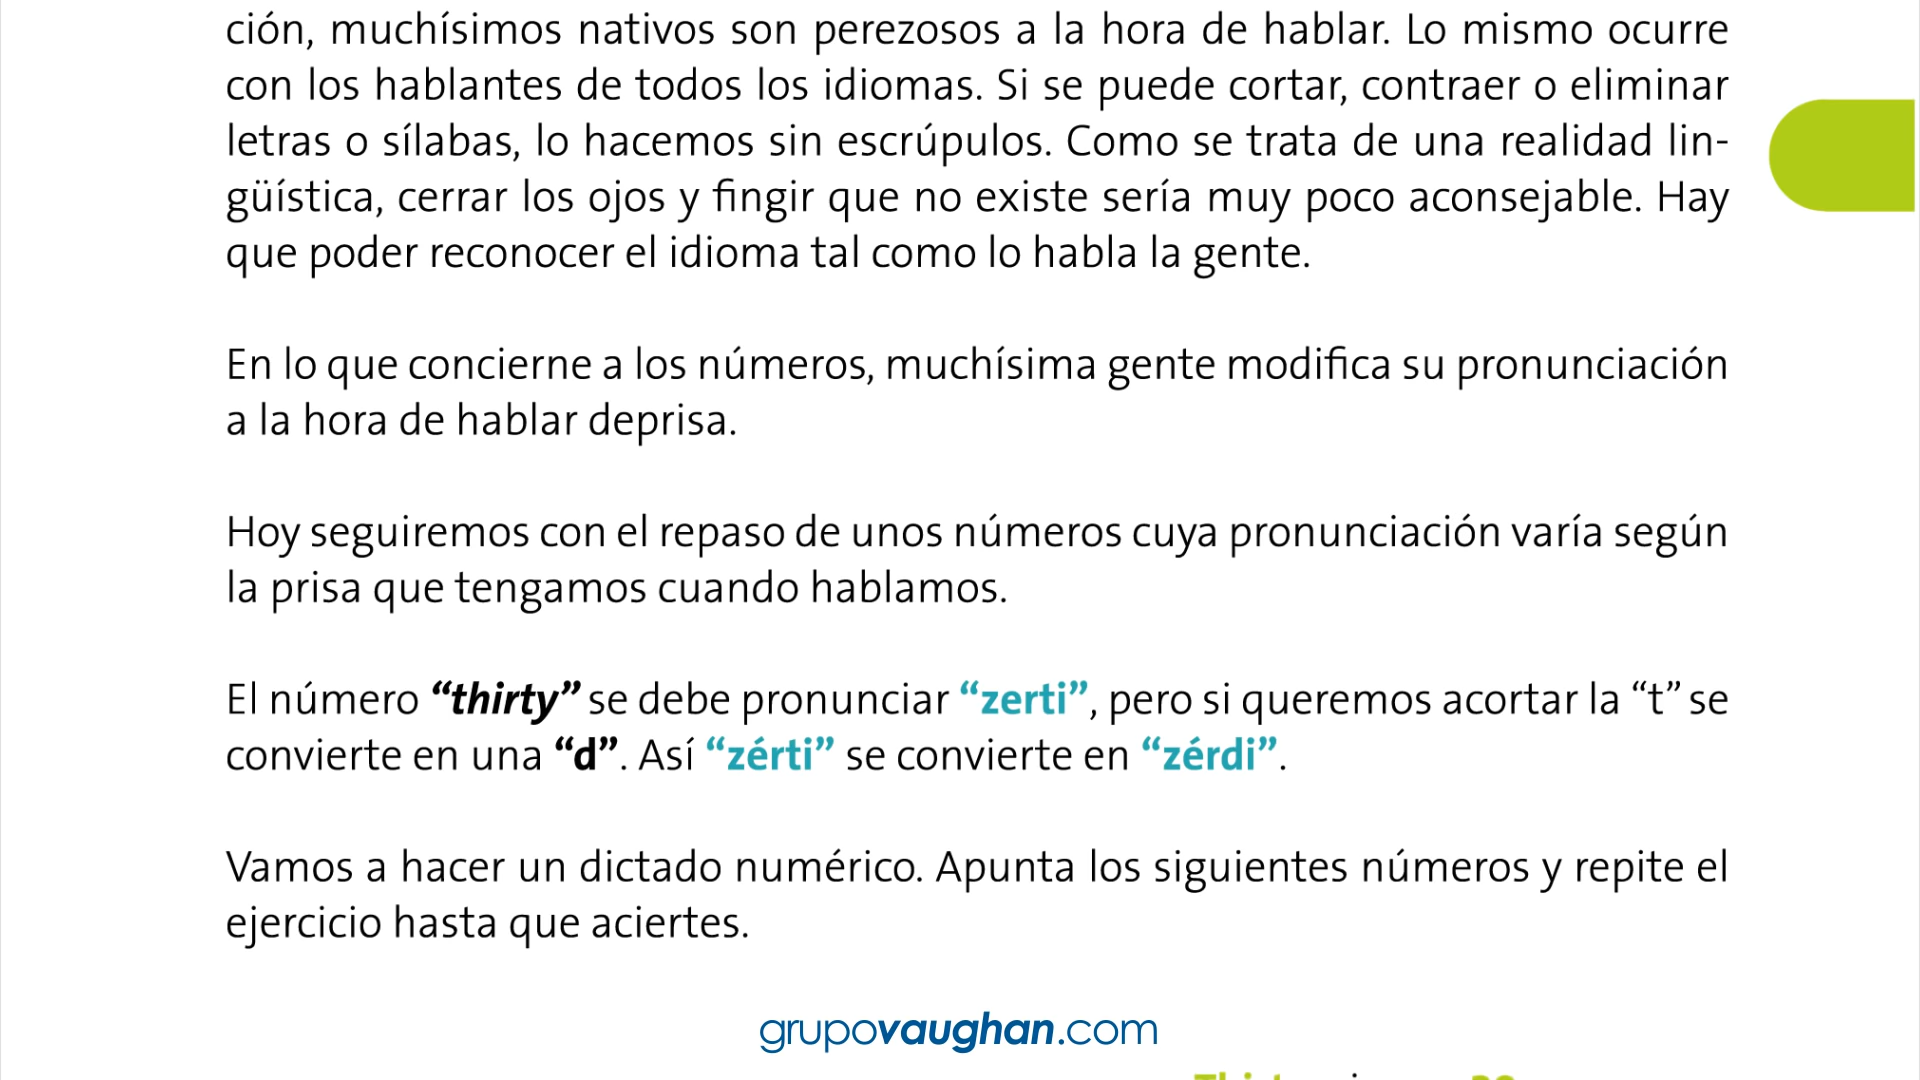 ción, muchísimos nativos son perezosos a la hora de hablar. Lo mismo ocurre
con los hablantes de todos los idiomas. Si se puede cortar, contraer o eliminar
letras o sílabas, lo hacemos sin escrúpulos. Como se trata de una realidad lin-
güística, cerrar los ojos y fingir que no existe sería muy poco aconsejable. Hay
que poder reconocer el idioma tal como lo habla la gente.
En lo que concierne a los números, muchísima gente modifica su pronunciación
a la hora de hablar deprisa.
Hoy seguiremos con el repaso de unos números cuya pronunciación varía según
la prisa que tengamos cuando hablamos.
El número “thirty” se debe pronunciar “zerti”, pero si queremos acortar la “t” se
convierte en una “d”. Así “zérti” se convierte en “zérdi”.
Vamos a hacer un dictado numérico. Apunta los siguientes números y repite el
ejercicio hasta que aciertes.
grupovaughan.com